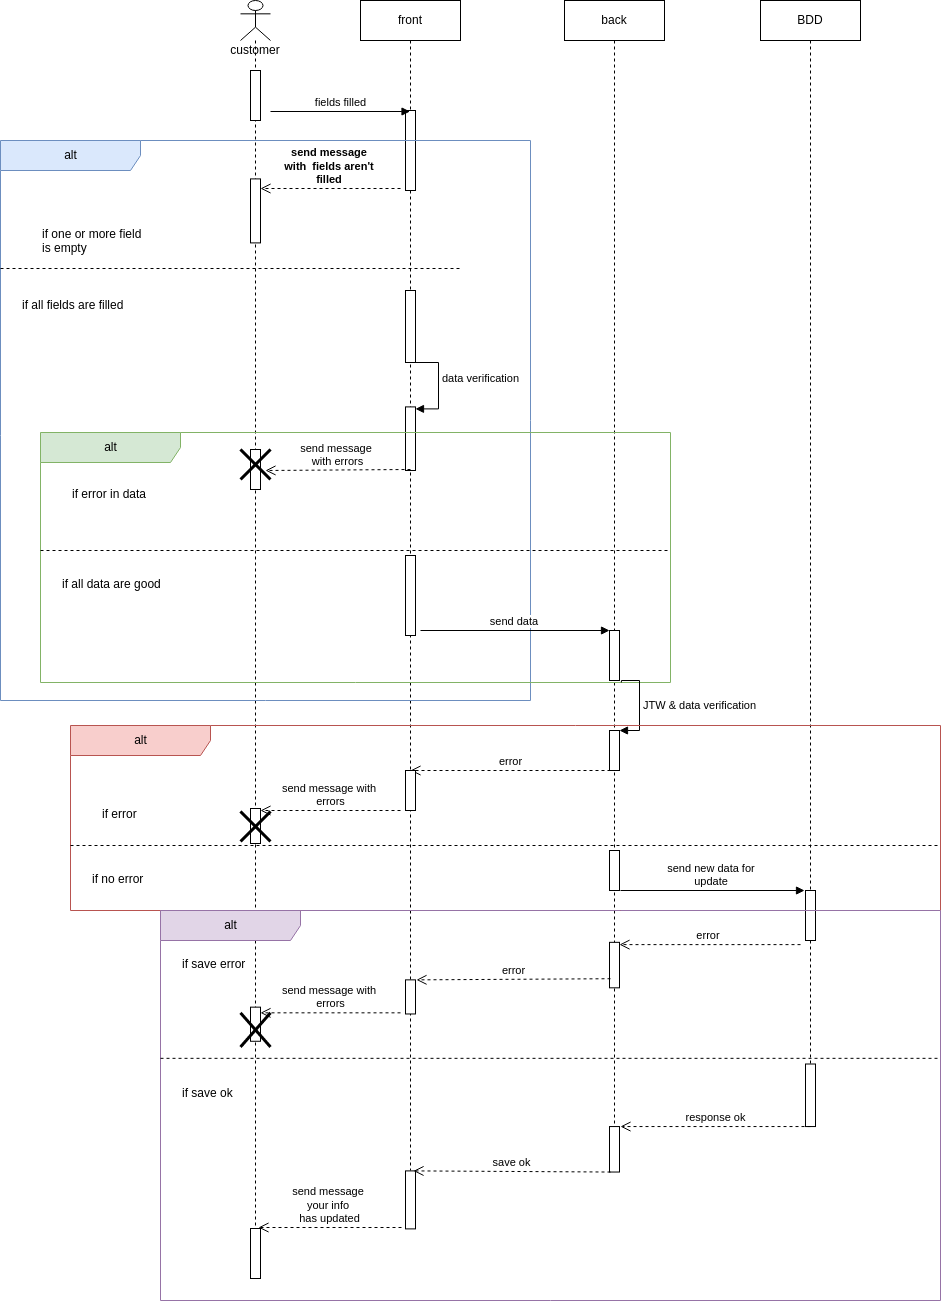 customer
front
back
BDD
fields filled
alt
send message
with  fields aren't
filled
if one or more field
is empty
if all fields are filled
data verification
alt
send message
with errors
if error in data
if all data are good
send data
JTW & data verification
alt
error
send message with
errors
if error
send new data for
update
if no error
alt
error
if save error
error
send message with
errors
if save ok
response ok
save ok
send message
your info
has updated